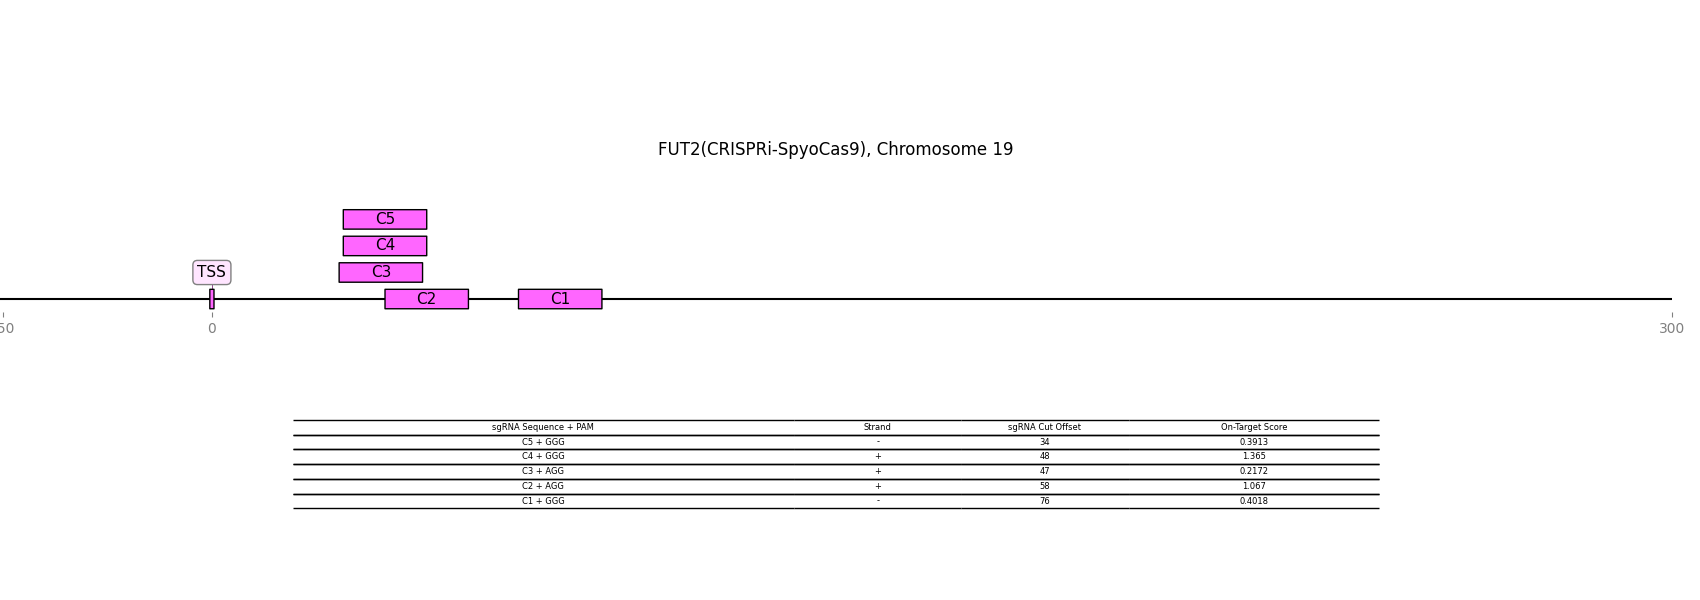 FUT2(CRISPRi-SpyoCas9), Chromosome 19
C5
C4
TSS C3
C2 C1
50 0 300
sgRNA Sequence + PAM Strand sgRNA Cut Offset On-Target Score
C5 + GGG - 34 0.3913
C4 + GGG + 48 1.365
C3 + AGG + 47 0.2172
C2 + AGG + 58 1.067
C1 + GGG - 76 0.4018